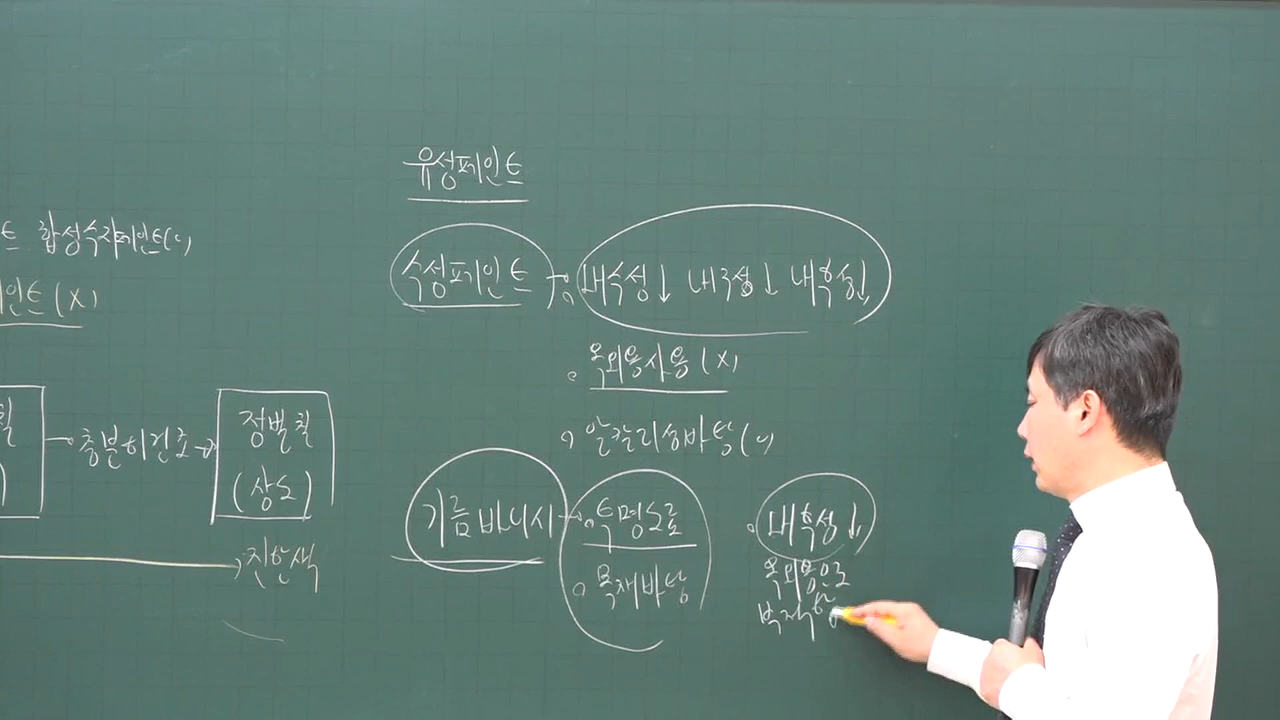 유성페인트
합성수지페인트(O)
수성페인트 → 내수성↓ 내구성↓ 내후성↓
인트(X)
옥외용사용(X)
충분히건조 → 정벌칠
(상도)
알칼리성바탕(O)
기름바니시 → 투명도료 내후성↓
진한색
목재바탕 옥외용으로
부적합